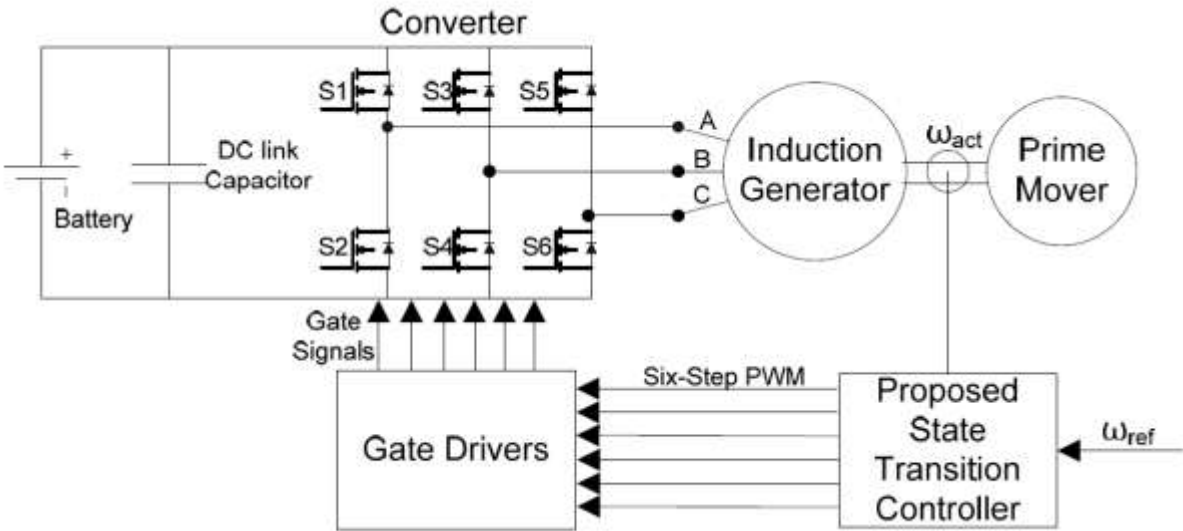 Converter
S1
S3
S5
+
DC link
Capacitor
Battery
A
B
C
Induction
Generator
ωact
Prime
Mover
S2
S4
S6
Gate
Signals
Six-Step PWM
Gate Drivers
Proposed
State
Transition
Controller
ωref